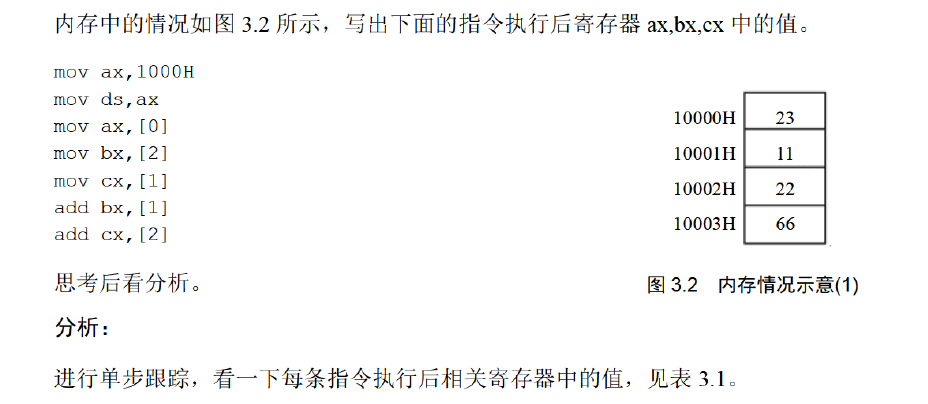 内存中的情况如图 3.2 所示，写出下面的指令执行后寄存器 ax,bx,cx 中的值。
mov ax,1000H
mov ds,ax
mov ax,[0]
mov bx,[2]
mov cx,[1]
add bx,[1]
add cx,[2]
10000H 23
10001H 11
10002H 22
10003H 66
思考后看分析。
图 3.2 内存情况示意(1)
分析：
进行单步跟踪，看一下每条指令执行后相关寄存器中的值，见表 3.1。